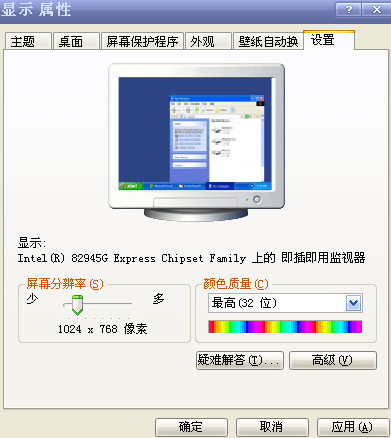 显示 属性
主题 桌面 屏幕保护程序 外观 壁纸自动换 设置
start
显示:
Intel(R) 82945G Express Chipset Family 上的 即插即用监视器
屏幕分辨率(S)
少 多
1024 x 768 像素
颜色质量(C)
最高(32 位)
疑难解答(T)... 高级(V)
确定 取消 应用(A)